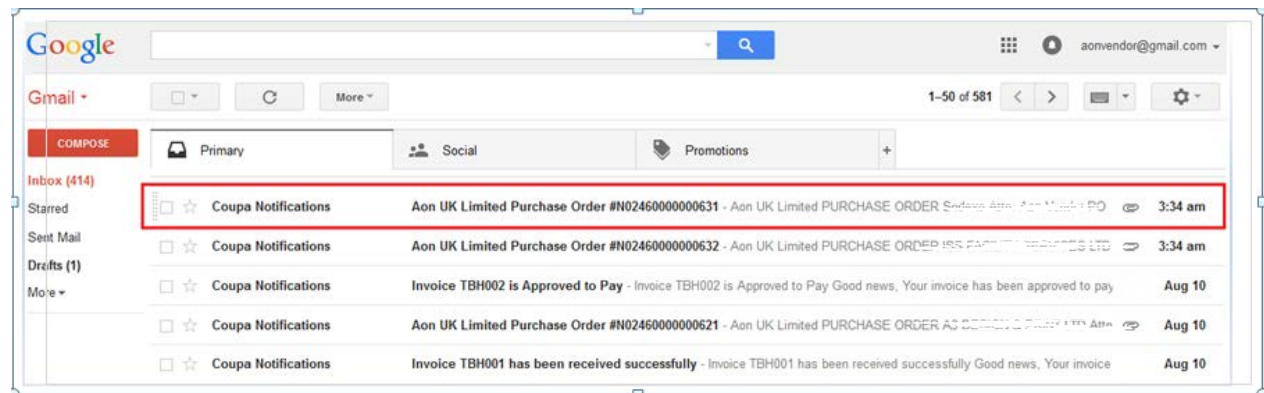 Google
aonvendor@gmail.com
Gmail
More
1–50 of 581
COMPOSE
Primary
Social
Promotions
+
Inbox (414)
Starred
Sent Mail
Drafts (1)
More
Coupa Notifications Aon UK Limited Purchase Order #N02460000000631 - Aon UK Limited PURCHASE ORDER PO 3:34 am
Coupa Notifications Aon UK Limited Purchase Order #N02460000000632 - Aon UK Limited PURCHASE ORDER 3:34 am
Coupa Notifications Invoice TBH002 is Approved to Pay - Invoice TBH002 is Approved to Pay Good news, Your invoice has been approved to pay Aug 10
Coupa Notifications Aon UK Limited Purchase Order #N02460000000621 - Aon UK Limited PURCHASE ORDER Attn Aug 10
Coupa Notifications Invoice TBH001 has been received successfully - Invoice TBH001 has been received successfully Good news, Your invoice Aug 10